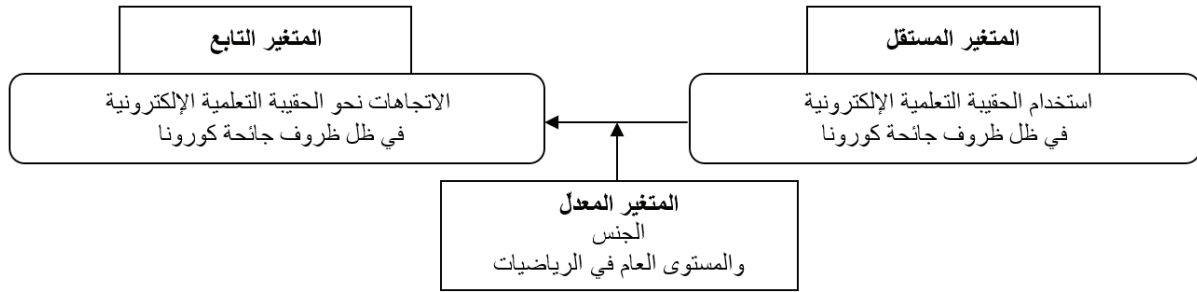 المتغير المستقل
استخدام الحقيبة التعلمية الإلكترونية
في ظل ظروف جائحة كورونا
المتغير التابع
الاتجاهات نحو الحقيبة التعلمية الإلكترونية
في ظل ظروف جائحة كورونا
المتغير المعدلّ
الجنس
والمستوى العام في الرياضيات